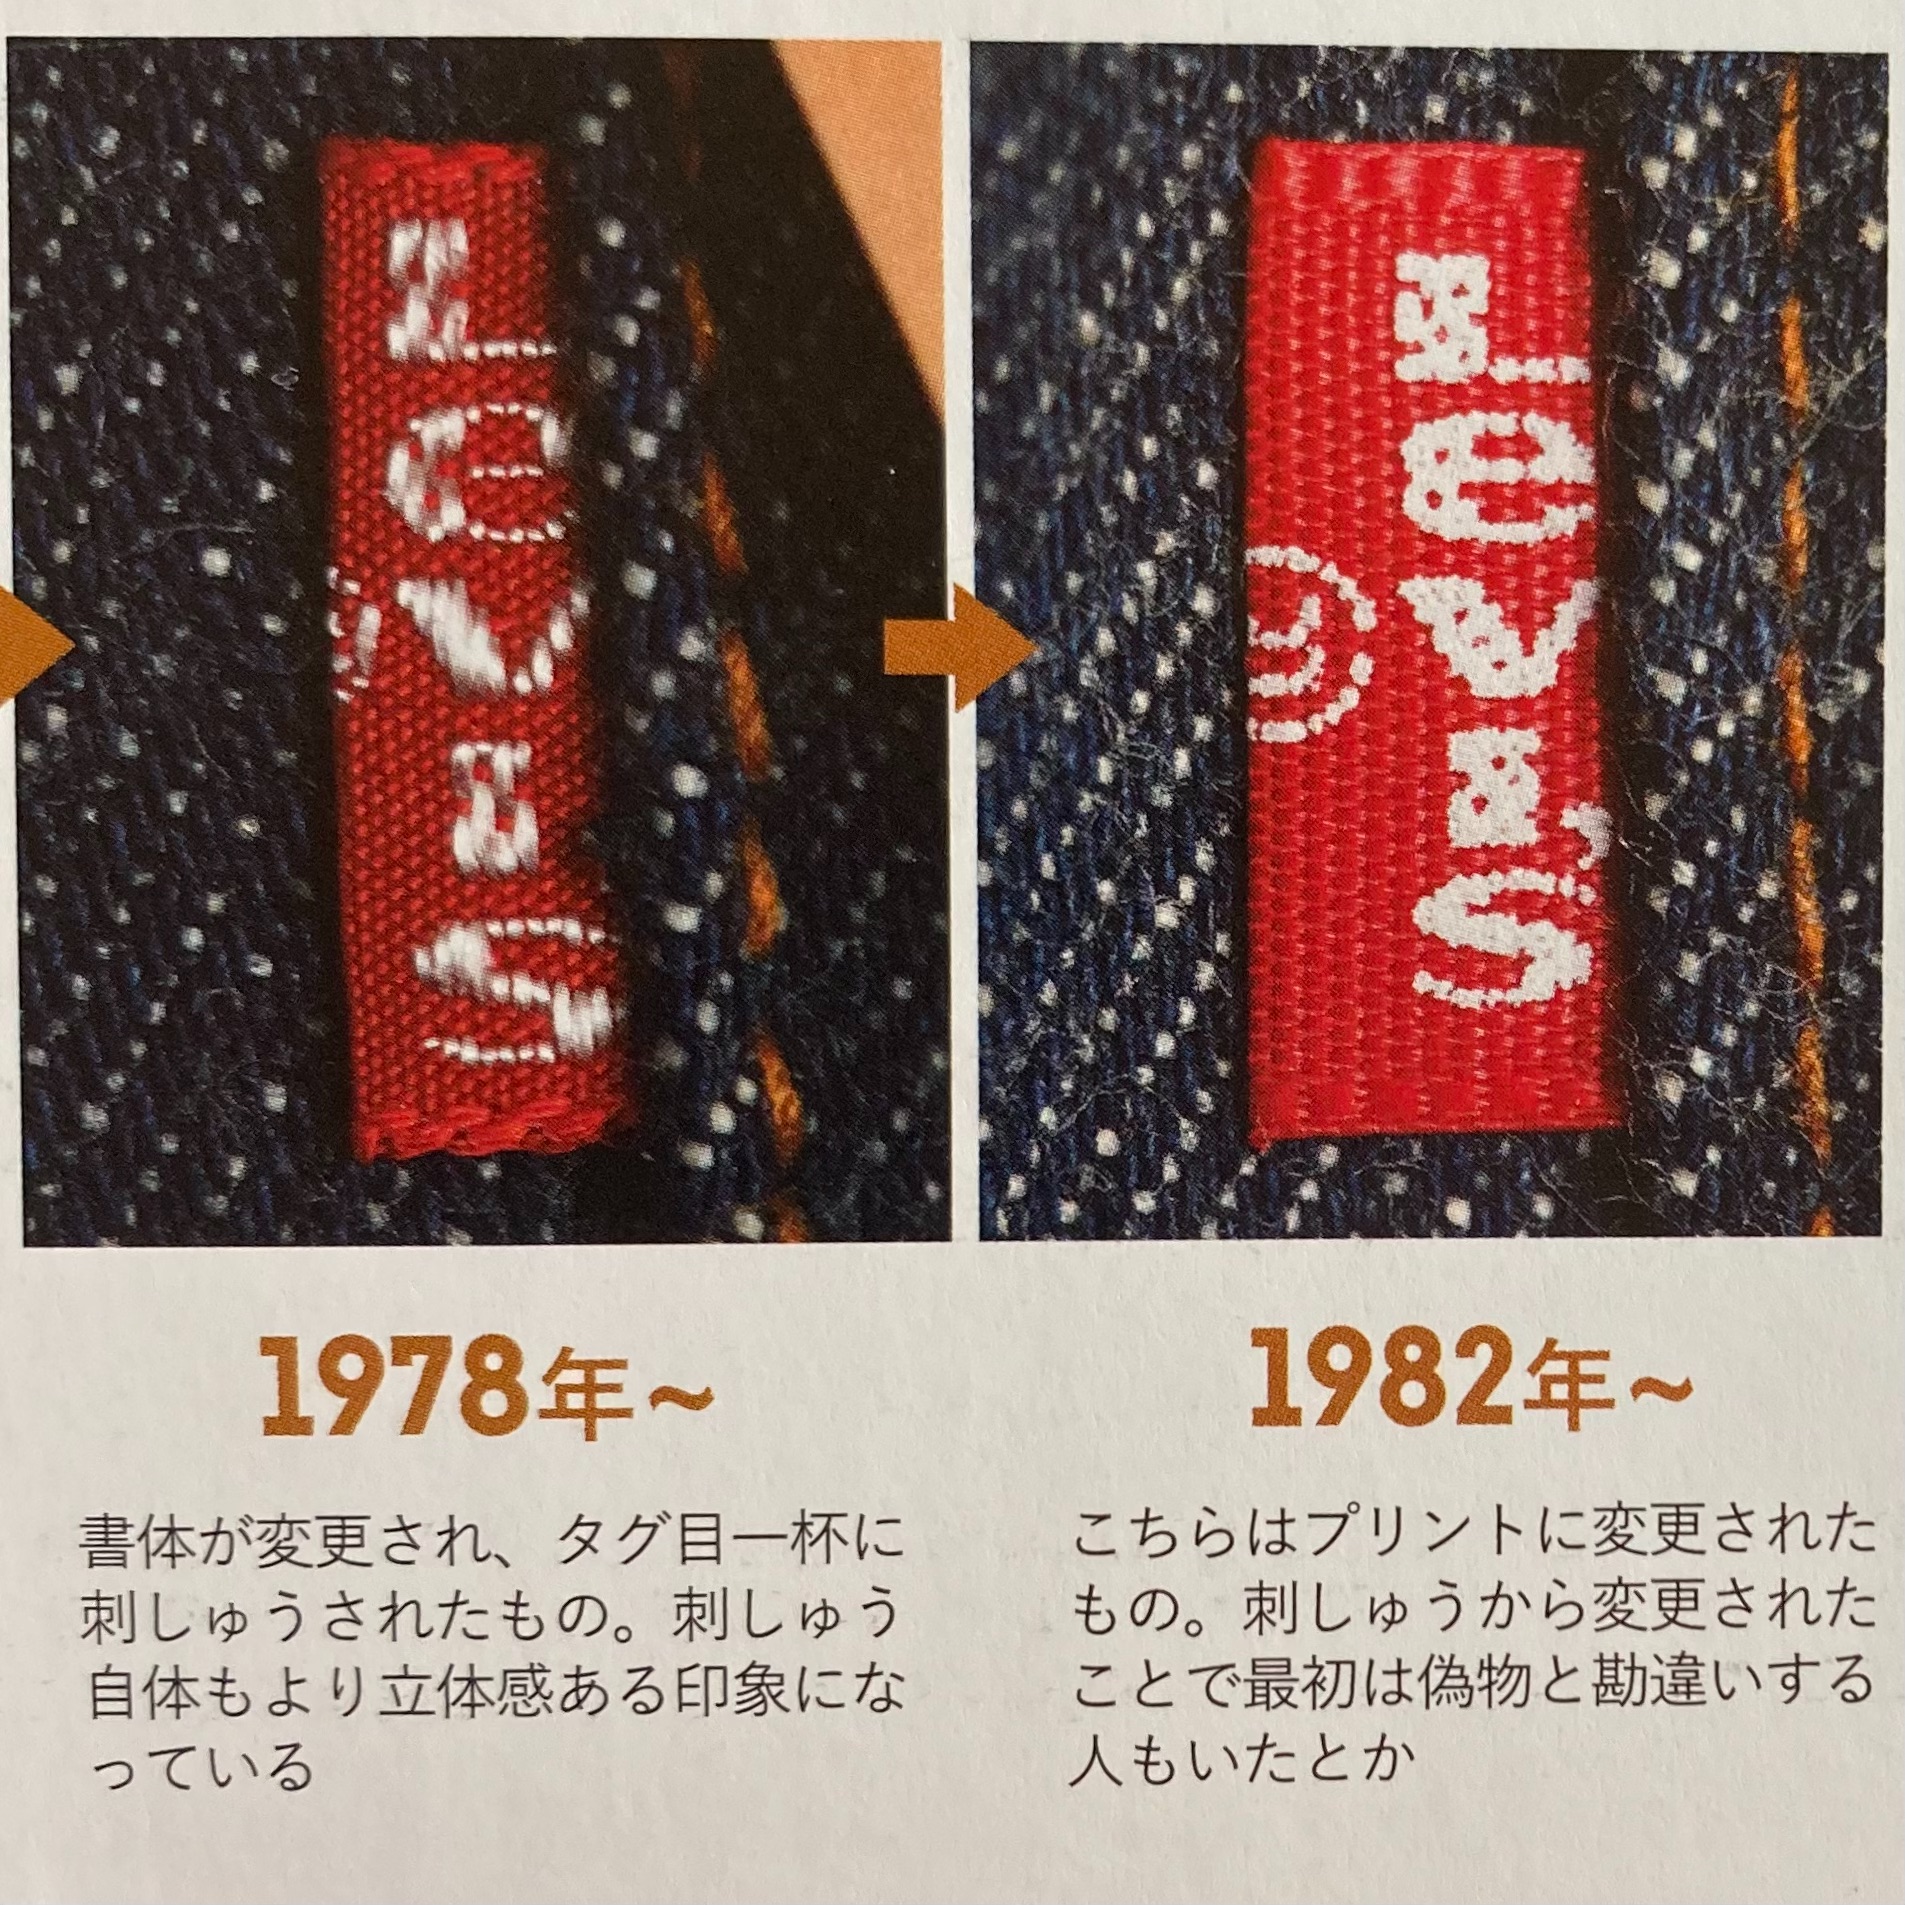 LEVI'S
®
LEVI'S
®
1978年~
書体が変更され、タグ目一杯に
刺しゅうされたもの。刺しゅう
自体もより立体感ある印象にな
っている
1982年~
こちらはプリントに変更された
もの。刺しゅうから変更された
ことで最初は偽物と勘違いする
人もいたとか